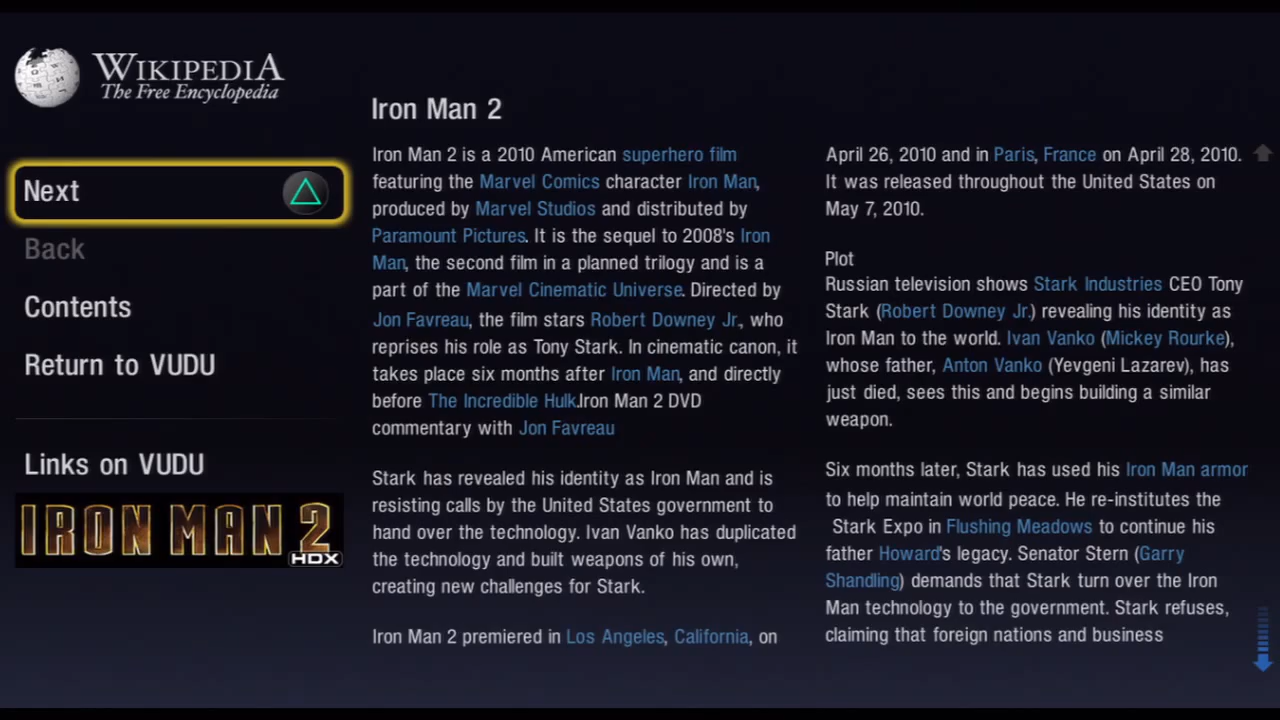 WIKIPEDIA
The Free Encyclopedia
Next
Back
Contents
Return to VUDU
Links on VUDU
IRON MAN 2
HDX
Iron Man 2
Iron Man 2 is a 2010 American superhero film
featuring the Marvel Comics character Iron Man,
produced by Marvel Studios and distributed by
Paramount Pictures. It is the sequel to 2008's Iron
Man, the second film in a planned trilogy and is a
part of the Marvel Cinematic Universe. Directed by
Jon Favreau, the film stars Robert Downey Jr., who
reprises his role as Tony Stark. In cinematic canon, it
takes place six months after Iron Man, and directly
before The Incredible Hulk.Iron Man 2 DVD
commentary with Jon Favreau
Stark has revealed his identity as Iron Man and is
resisting calls by the United States government to
hand over the technology. Ivan Vanko has duplicated
the technology and built weapons of his own,
creating new challenges for Stark.
Iron Man 2 premiered in Los Angeles, California, on
April 26, 2010 and in Paris, France on April 28, 2010.
It was released throughout the United States on
May 7, 2010.
Plot
Russian television shows Stark Industries CEO Tony
Stark (Robert Downey Jr.) revealing his identity as
Iron Man to the world. Ivan Vanko (Mickey Rourke),
whose father, Anton Vanko (Yevgeni Lazarev), has
just died, sees this and begins building a similar
weapon.
Six months later, Stark has used his Iron Man armor
to help maintain world peace. He re-institutes the
Stark Expo in Flushing Meadows to continue his
father Howard's legacy. Senator Stern (Garry
Shandling) demands that Stark turn over the Iron
Man technology to the government. Stark refuses,
claiming that foreign nations and business